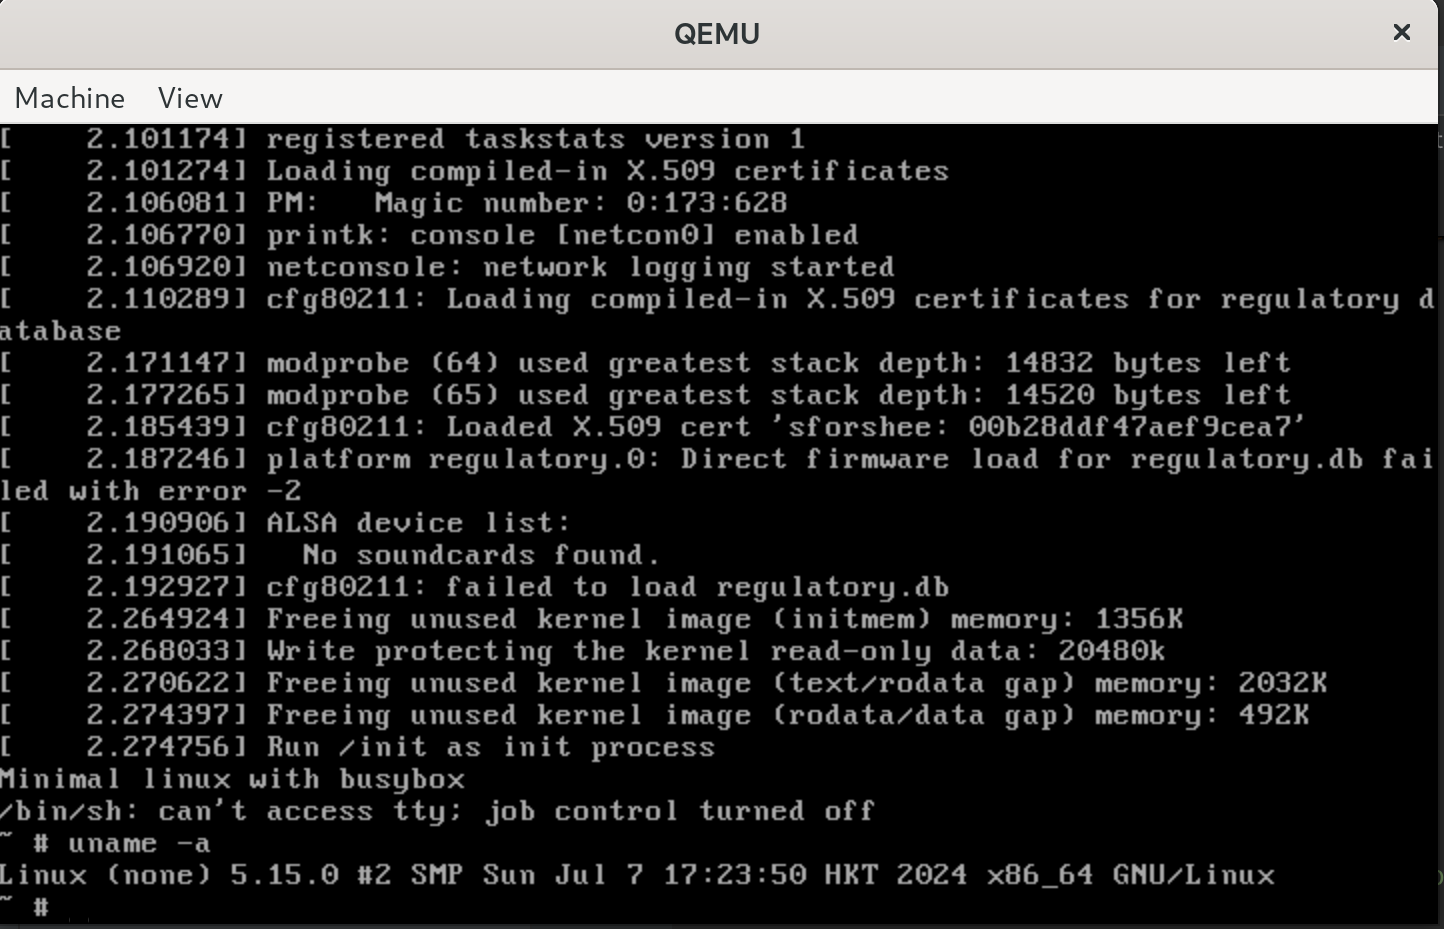 QEMU
Machine View
[    2.101174] registered taskstats version 1
[    2.101274] Loading compiled-in X.509 certificates
[    2.106081] PM:   Magic number: 0:173:628
[    2.106770] printk: console [netcon0] enabled
[    2.106920] netconsole: network logging started
[    2.110289] cfg80211: Loading compiled-in X.509 certificates for regulatory d
atabase
[    2.171147] modprobe (64) used greatest stack depth: 14832 bytes left
[    2.177265] modprobe (65) used greatest stack depth: 14520 bytes left
[    2.185439] cfg80211: Loaded X.509 cert 'sforshee: 00b28ddf47aef9cea7'
[    2.187246] platform regulatory.0: Direct firmware load for regulatory.db fai
led with error -2
[    2.190906] ALSA device list:
[    2.191065]   No soundcards found.
[    2.192927] cfg80211: failed to load regulatory.db
[    2.264924] Freeing unused kernel image (initmem) memory: 1356K
[    2.268033] Write protecting the kernel read-only data: 20480k
[    2.270622] Freeing unused kernel image (text/rodata gap) memory: 2032K
[    2.274397] Freeing unused kernel image (rodata/data gap) memory: 492K
[    2.274756] Run /init as init process
Minimal linux with busybox
/bin/sh: can't access tty; job control turned off
~ # uname -a
Linux (none) 5.15.0 #2 SMP Sun Jul 7 17:23:50 HKT 2024 x86_64 GNU/Linux
~ #